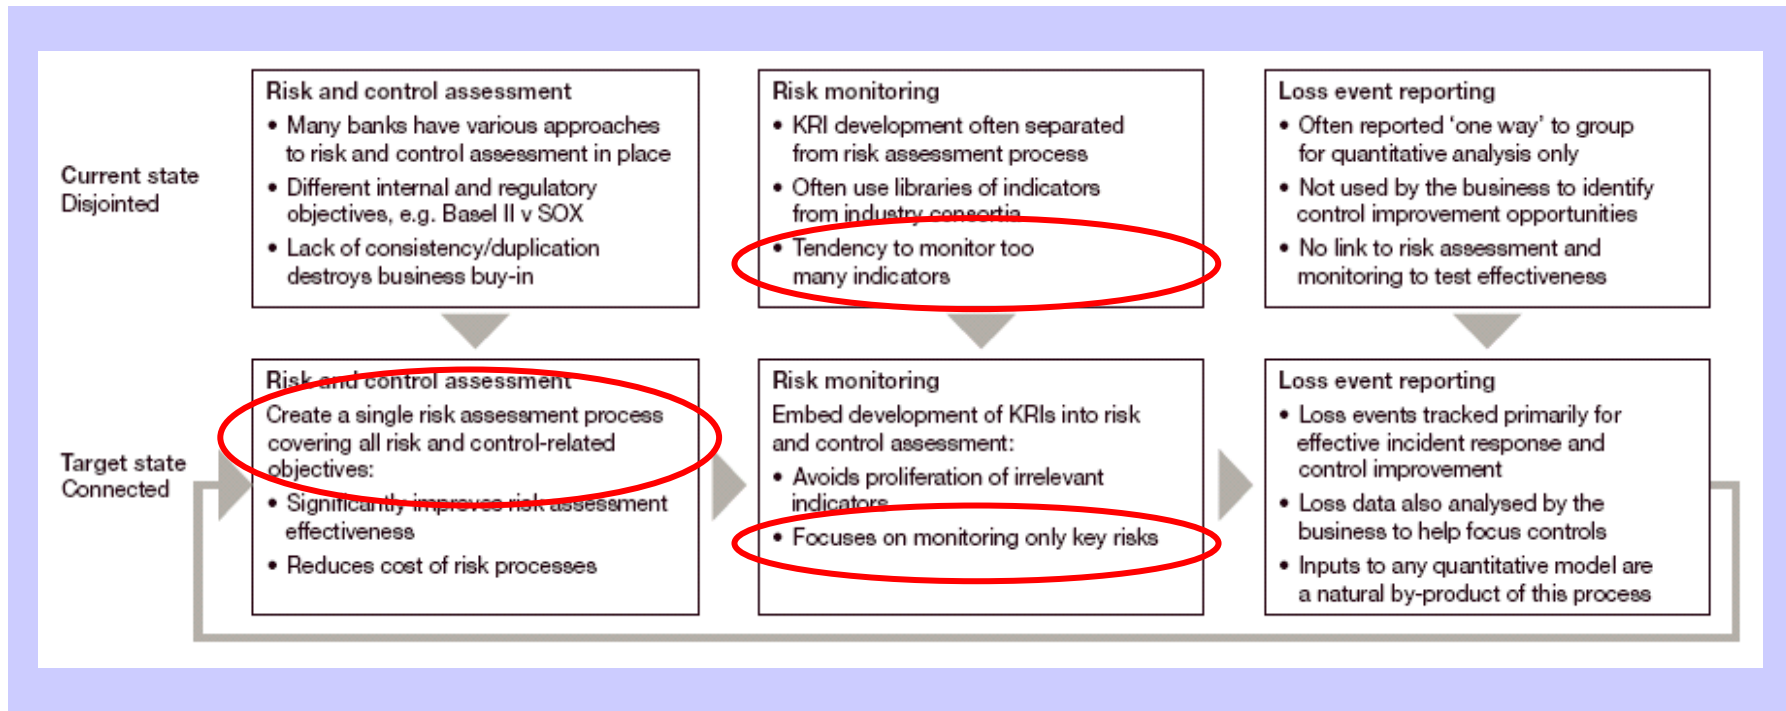 Current state
Disjointed
Risk and control assessment
• Many banks have various approaches
to risk and control assessment in place
• Different internal and regulatory
objectives, e.g. Basel II v SOX
• Lack of consistency/duplication
destroys business buy-in
Risk monitoring
• KRI development often separated
from risk assessment process
• Often use libraries of indicators
from industry consortia
• Tendency to monitor too
many indicators
Loss event reporting
• Often reported ‘one way’ to group
for quantitative analysis only
• Not used by the business to identify
control improvement opportunities
• No link to risk assessment and
monitoring to test effectiveness
Target state
Connected
Risk and control assessment
Create a single risk assessment process
covering all risk and control-related
objectives:
• Significantly improves risk assessment
effectiveness
• Reduces cost of risk processes
Risk monitoring
Embed development of KRIs into risk
and control assessment:
• Avoids proliferation of irrelevant
indicators
• Focuses on monitoring only key risks
Loss event reporting
• Loss events tracked primarily for
effective incident response and
control improvement
• Loss data also analysed by the
business to help focus controls
• Inputs to any quantitative model are
a natural by-product of this process